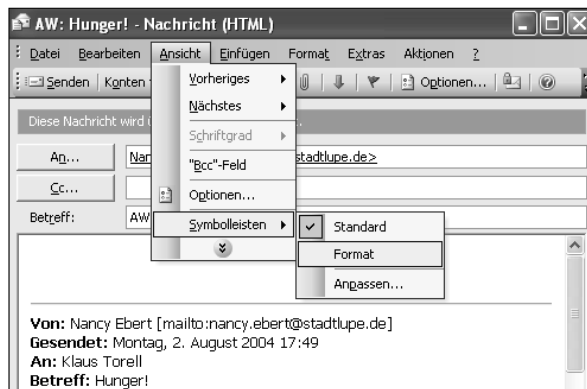 AW: Hunger! - Nachricht (HTML)
Datei Bearbeiten Ansicht Einfügen Format Extras Aktionen ?
Senden Konten Optionen...
Vorheriges
Nächstes
Diese Nachricht wird
Schriftgrad
An... stadtlupe.de>
"Bcc"-Feld
Cc...
Optionen...
Betreff: AW
Symbolleisten
Standard
Format
Anpassen...
Von: Nancy Ebert [mailto:nancy.ebert@stadtlupe.de]
Gesendet: Montag, 2. August 2004 17:49
An: Klaus Torell
Betreff: Hunger!